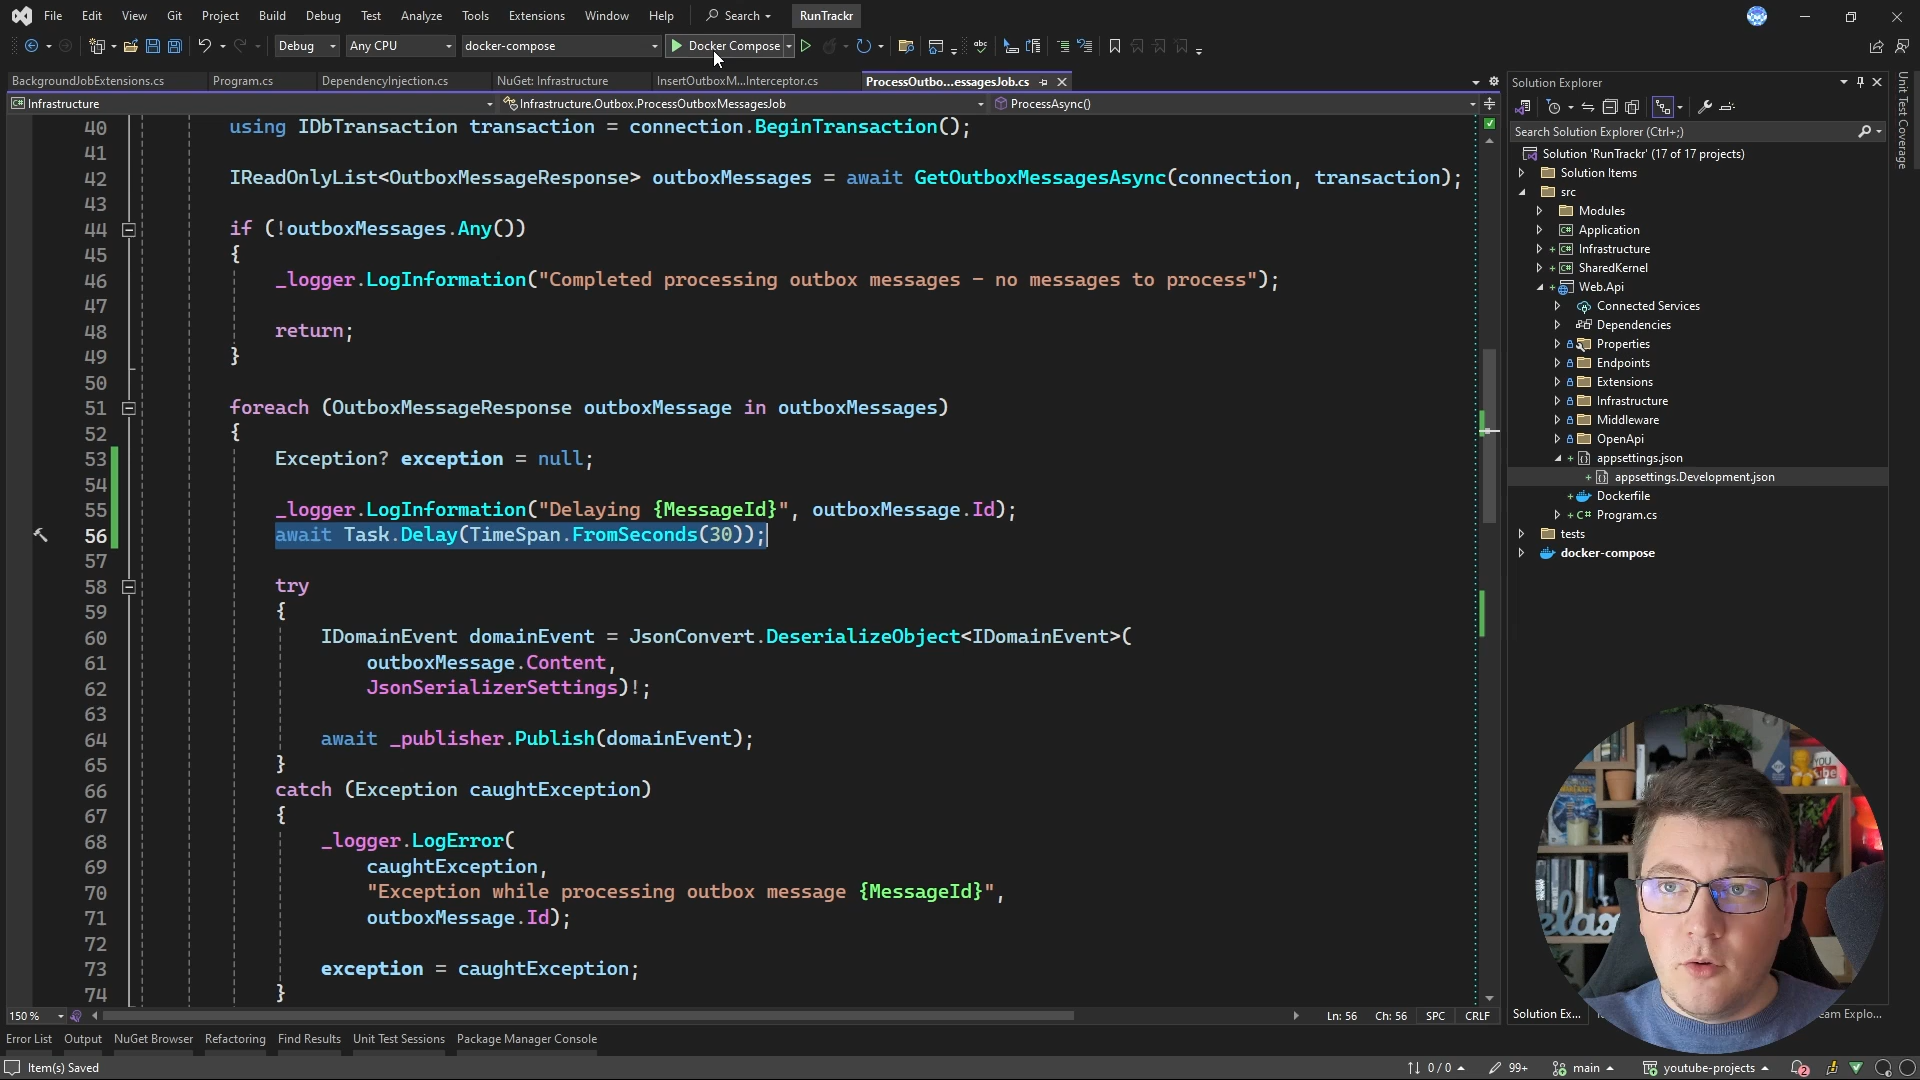 File Edit View Git Project Build Debug Test Analyze Tools Extensions Window Help Search RunTrackr
Debug Any CPU docker-compose Docker Compose
BackgroundJobExtensions.cs Program.cs DependencyInjection.cs NuGet: Infrastructure InsertOutboxM...Interceptor.cs ProcessOutbo...essagesJob.cs
Infrastructure Infrastructure.Outbox.ProcessOutboxMessagesJob ProcessAsync()
40 using IDbTransaction transaction = connection.BeginTransaction();
41
42 IReadOnlyList<OutboxMessageResponse> outboxMessages = await GetOutboxMessagesAsync(connection, transaction);
43
44 if (!outboxMessages.Any())
45 {
46 _logger.LogInformation("Completed processing outbox messages - no messages to process");
47
48 return;
49 }
50
51 foreach (OutboxMessageResponse outboxMessage in outboxMessages)
52 {
53 Exception? exception = null;
54
55 _logger.LogInformation("Delaying {MessageId}", outboxMessage.Id);
56 await Task.Delay(TimeSpan.FromSeconds(30));
57
58 try
59 {
60 IDomainEvent domainEvent = JsonConvert.DeserializeObject<IDomainEvent>(
61 outboxMessage.Content,
62 JsonSerializerSettings)!;
63
64 await _publisher.Publish(domainEvent);
65 }
66 catch (Exception caughtException)
67 {
68 _logger.LogError(
69 caughtException,
70 "Exception while processing outbox message {MessageId}",
71 outboxMessage.Id);
72
73 exception = caughtException;
74 }
150 % Ln: 56 Ch: 56 SPC CRLF
Error List Output NuGet Browser Refactoring Find Results Unit Test Sessions Package Manager Console
Item(s) Saved 0 / 0 99+ main youtube-projects 2
Solution Explorer
Search Solution Explorer (Ctrl+;)
Solution 'RunTrackr' (17 of 17 projects)
Solution Items
src
Modules
Application
Infrastructure
SharedKernel
Web.Api
Connected Services
Dependencies
Properties
Endpoints
Extensions
Infrastructure
Middleware
OpenApi
appsettings.json
appsettings.Development.json
Dockerfile
Program.cs
tests
docker-compose
Solution Ex... eam Explo...
Unit Test Coverage
YOU
relax